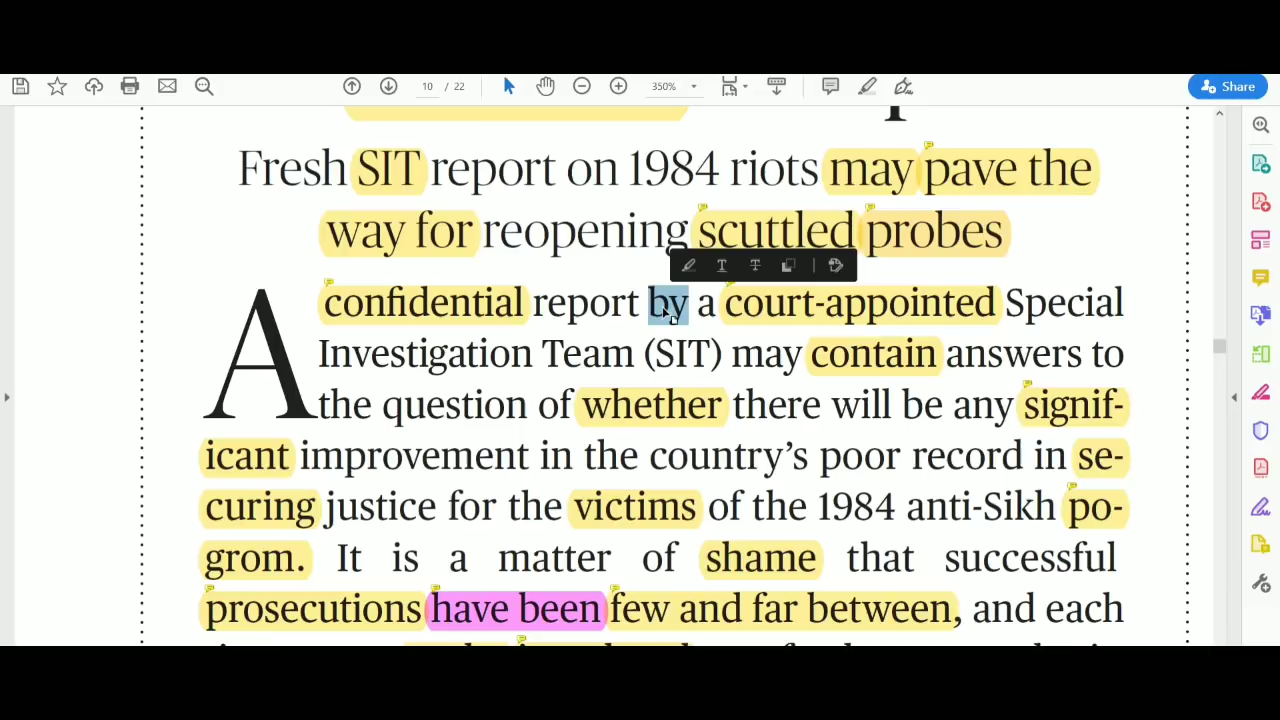 10 / 22
350%
Share
Fresh SIT report on 1984 riots may pave the
way for reopening scuttled probes
A confidential report by a court-appointed Special
Investigation Team (SIT) may contain answers to
the question of whether there will be any signif-
icant improvement in the country's poor record in se-
curing justice for the victims of the 1984 anti-Sikh po-
grom. It is a matter of shame that successful
prosecutions have been few and far between, and each